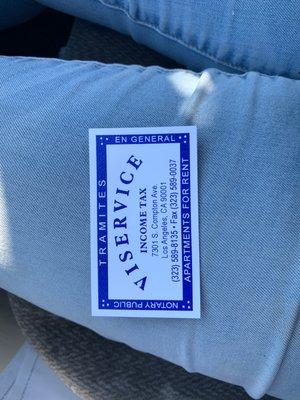 TRAMITES
EN GENERAL
AISERVICE
INCOME TAX
7301 S. Compton Ave.
Los Angeles, CA 90001
(323) 589-8135 • Fax (323) 589-0037
APARTMENTS FOR RENT
NOTARY PUBLIC